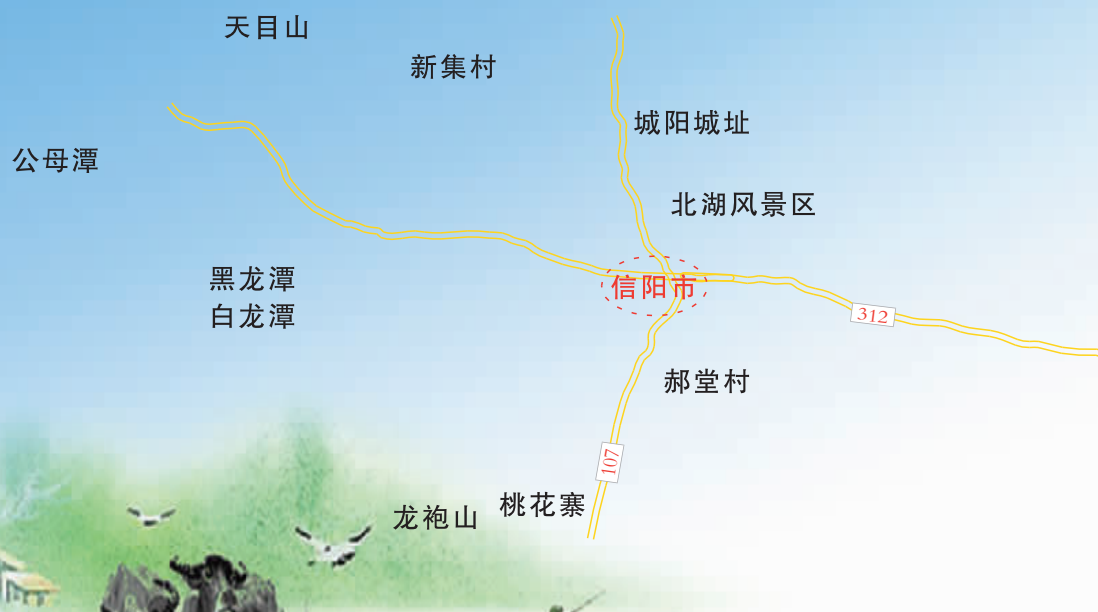 天目山
新集村
城阳城址
公母潭
北湖风景区
黑龙潭
白龙潭
信阳市
312
郝堂村
107
桃花寨
龙袍山